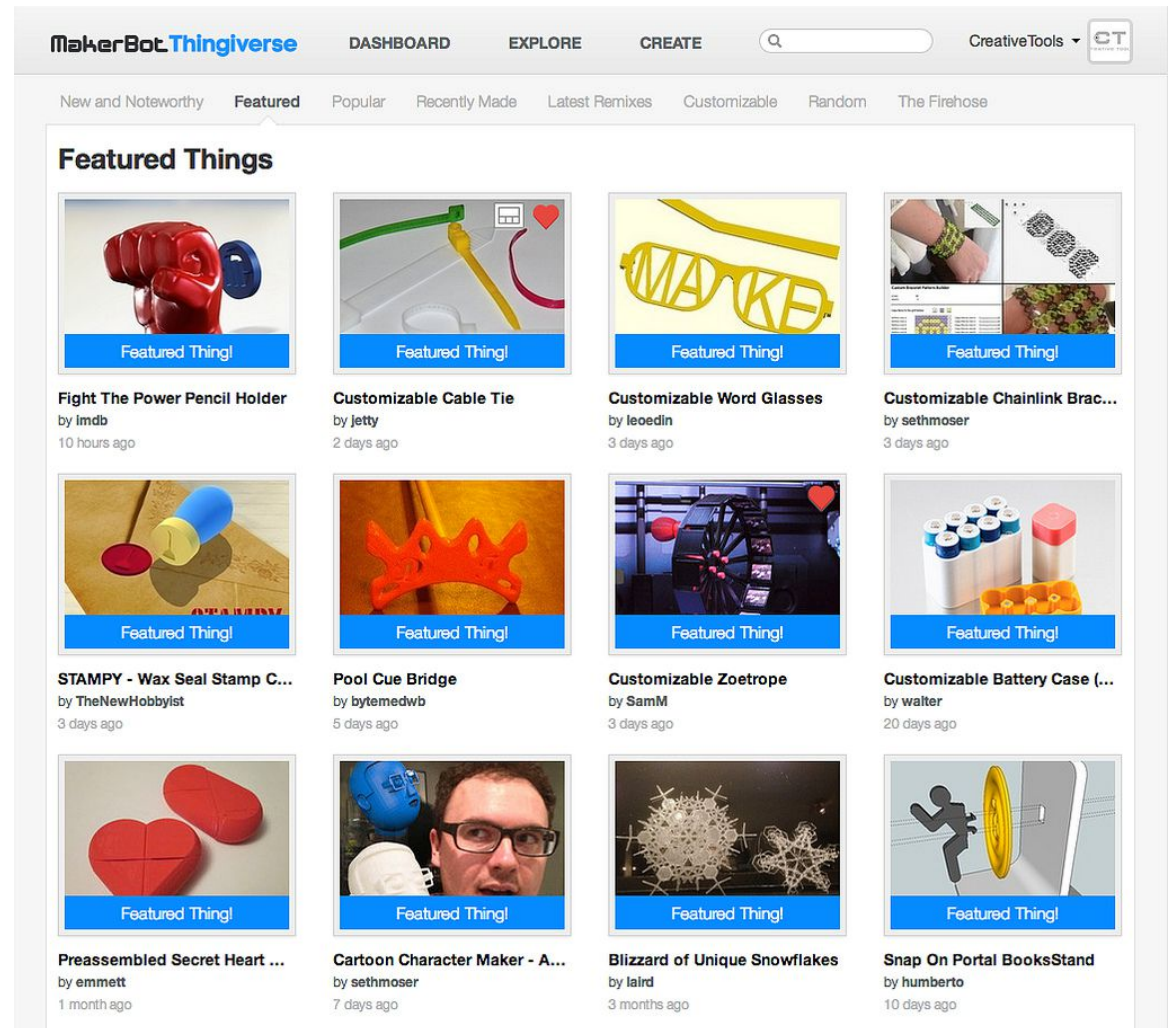 MakerBot Thingiverse
DASHBOARD
EXPLORE
CREATE
CreativeTools
CT
New and Noteworthy
Featured
Popular
Recently Made
Latest Remixes
Customizable
Random
The Firehose
Featured Things
Featured Thing!
Featured Thing!
MAKE
Featured Thing!
Featured Thing!
Fight The Power Pencil Holder
Customizable Cable Tie
Customizable Word Glasses
Customizable Chainlink Brac...
by imdb
by jetty
by leoedin
by sethmoser
10 hours ago
2 days ago
3 days ago
3 days ago
STAMPY
Featured Thing!
Featured Thing!
Featured Thing!
Featured Thing!
STAMPY - Wax Seal Stamp C...
Pool Cue Bridge
Customizable Zoetrope
Customizable Battery Case (...
by TheNewHobbyist
by bytemedwb
by SamM
by walter
3 days ago
5 days ago
3 days ago
20 days ago
Featured Thing!
Featured Thing!
Featured Thing!
Featured Thing!
Preassembled Secret Heart ...
Cartoon Character Maker - A...
Blizzard of Unique Snowflakes
Snap On Portal BooksStand
by emmett
by sethmoser
by laird
by humberto
1 month ago
7 days ago
3 months ago
10 days ago